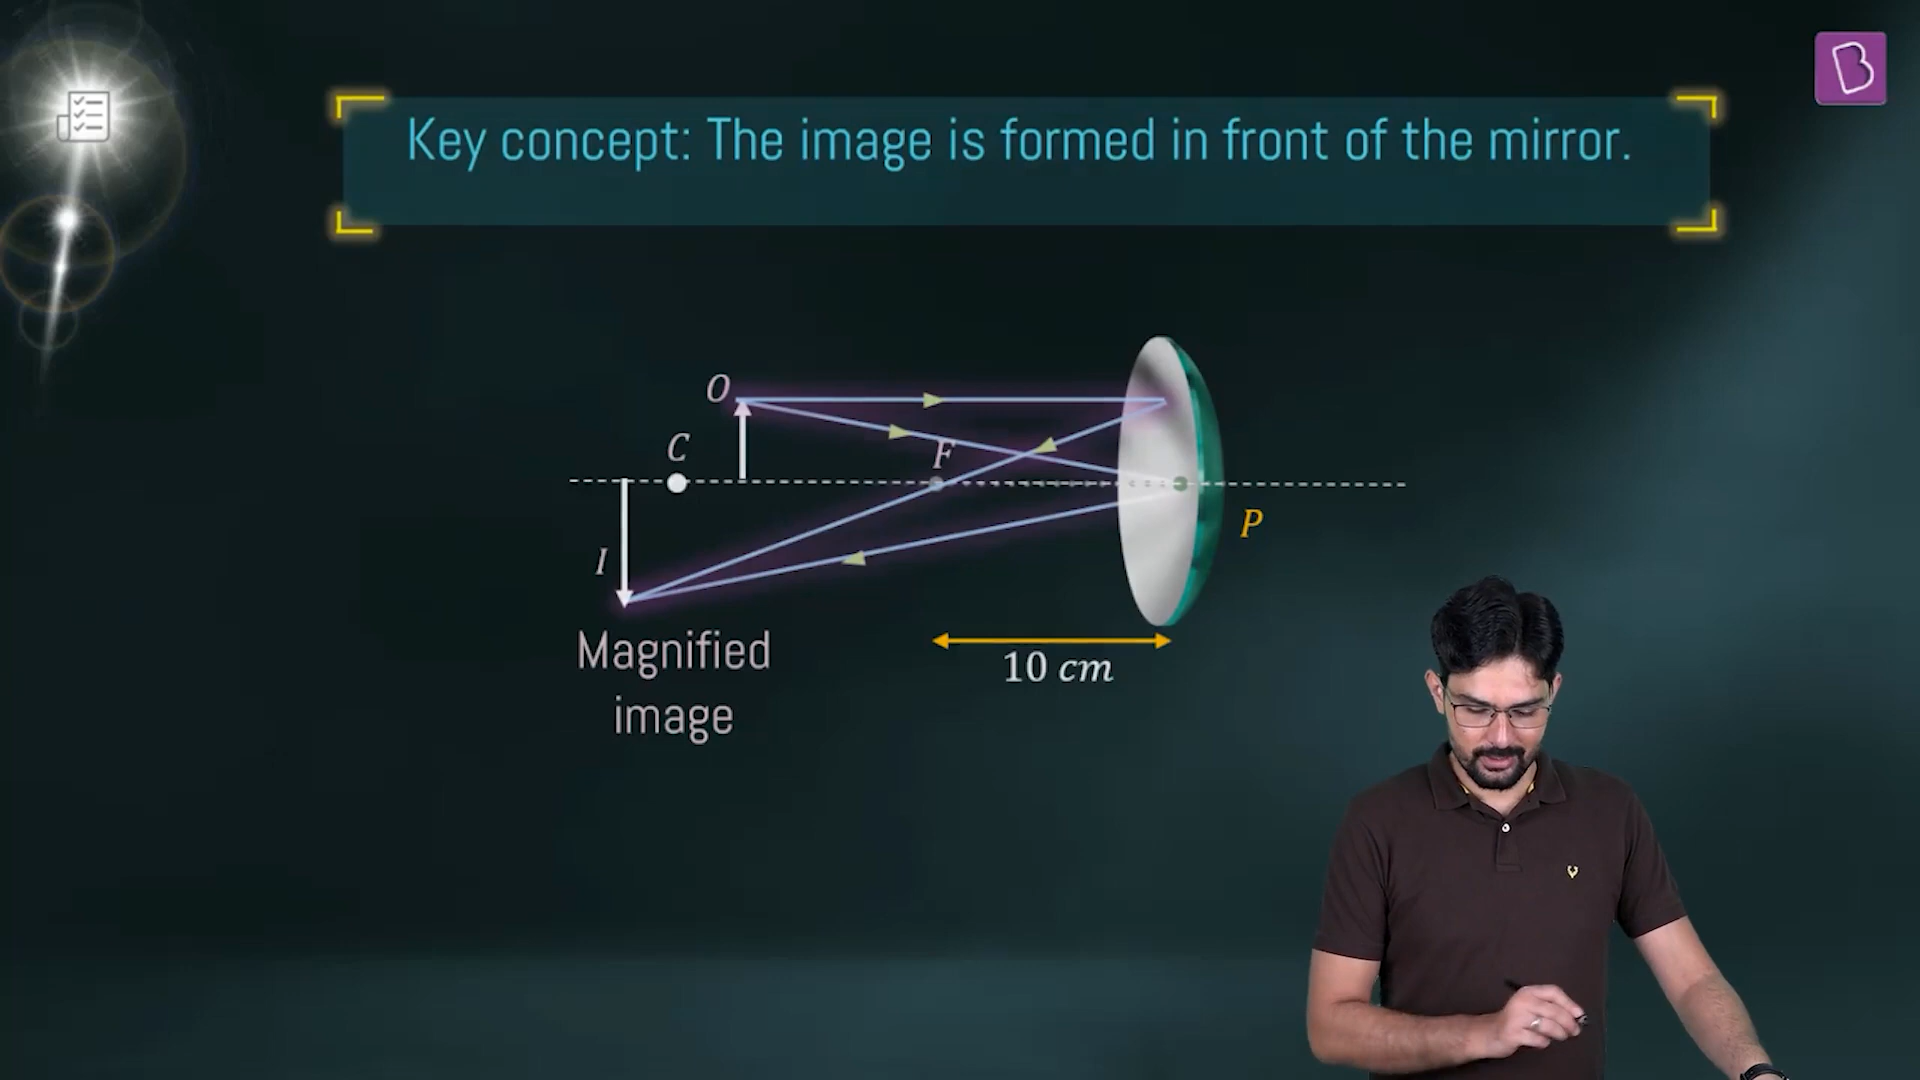 Key concept: The image is formed in front of the mirror.
O
C
F
P
I
10 cm
Magnified
image
B